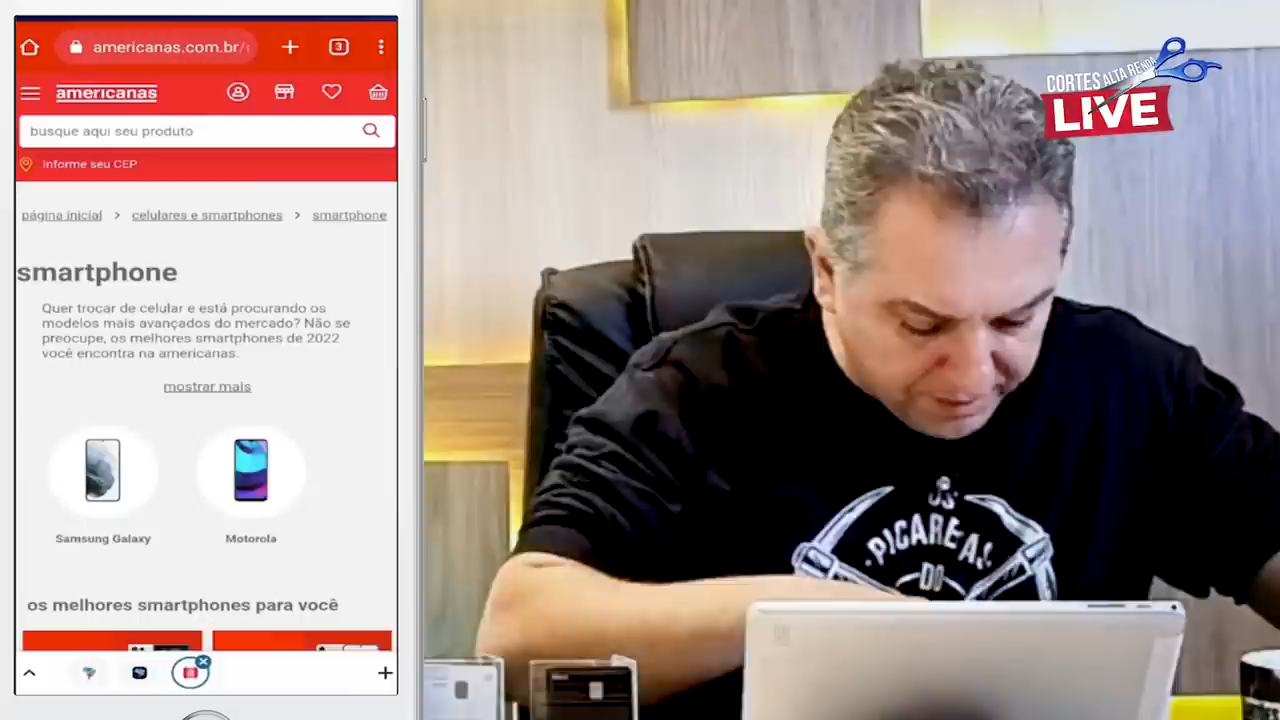 americanas.com.br/
3
americanas
busque aqui seu produto
Informe seu CEP
página inicial > celulares e smartphones > smartphone
smartphone
Quer trocar de celular e está procurando os
modelos mais avançados do mercado? Não se
preocupe, os melhores smartphones de 2022
você encontra na americanas.
mostrar mais
Samsung Galaxy
Motorola
os melhores smartphones para você
CORTES ALTA RENDA
LIVE
OS
PICARETAS
DO